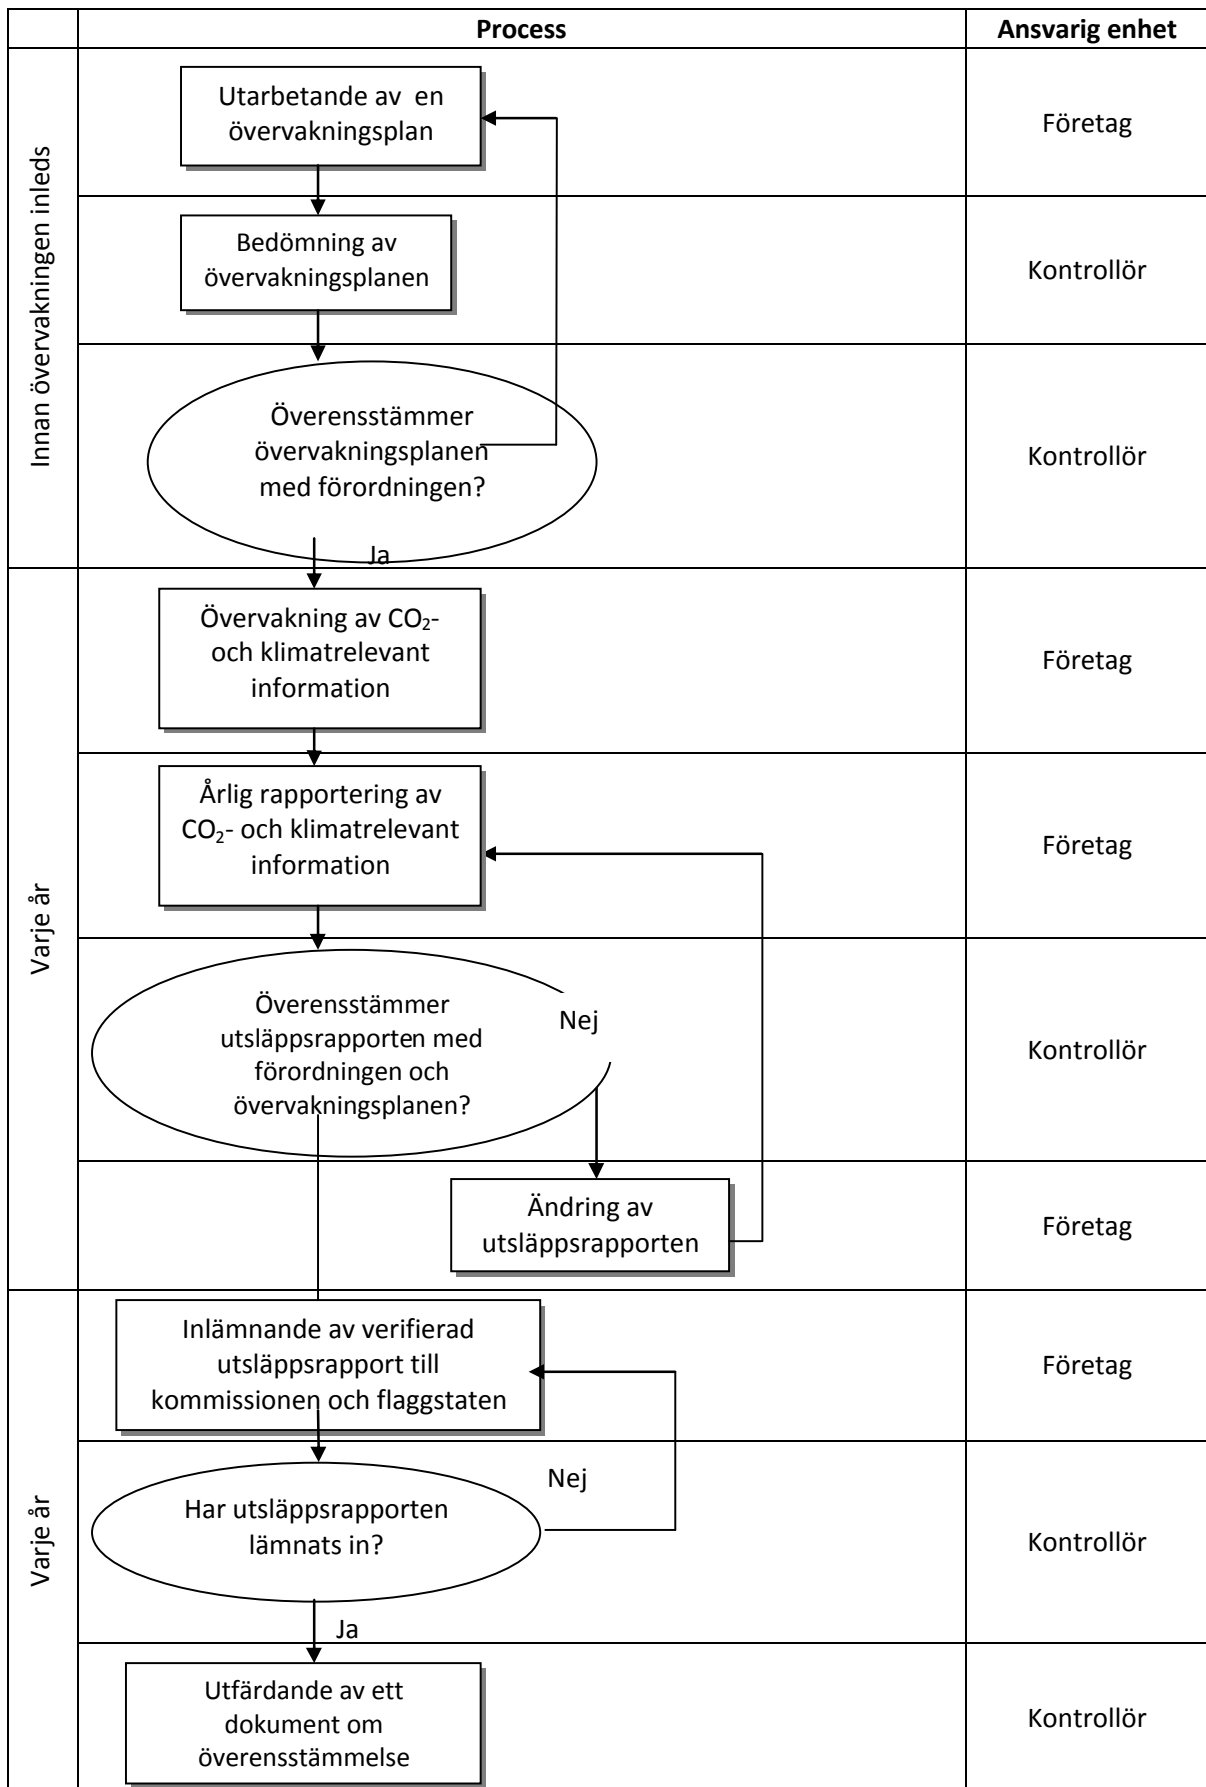 Process
Ansvarig enhet
Innan övervakningen inleds
Utarbetande av en
övervakningsplan
Företag
Bedömning av
övervakningsplanen
Kontrollör
Överensstämmer
övervakningsplanen
med förordningen?
Kontrollör
Ja
Varje år
Övervakning av CO₂-
och klimatrelevant
information
Företag
Årlig rapportering av
CO₂- och klimatrelevant
information
Företag
Överensstämmer
utsläppsrapporten med
förordningen och
övervakningsplanen?
Nej
Kontrollör
Ändring av
utsläppsrapporten
Företag
Varje år
Inlämnande av verifierad
utsläppsrapport till
kommissionen och flaggstaten
Företag
Nej
Har utsläppsrapporten
lämnats in?
Kontrollör
Ja
Utfärdande av ett
dokument om
överensstämmelse
Kontrollör